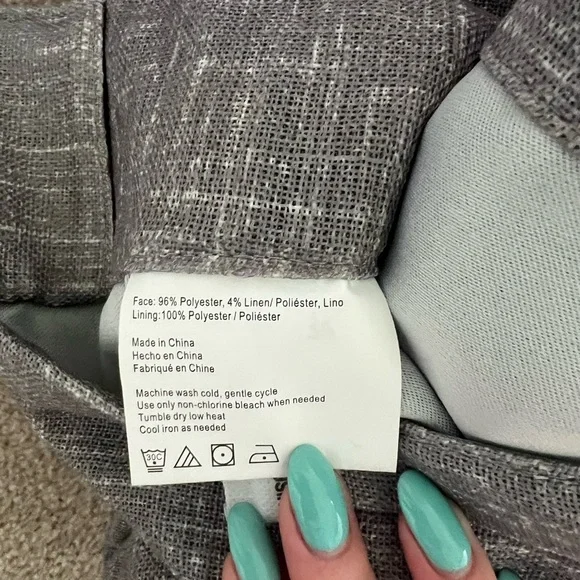 Face: 96% Polyester, 4% Linen/ Poliéster, Lino
Lining:100% Polyester / Poliéster
Made in China
Hecho en China
Fabriqué en Chine
Machine wash cold, gentle cycle
Use only non-chlorine bleach when needed
Tumble dry low heat
Cool iron as needed
30C